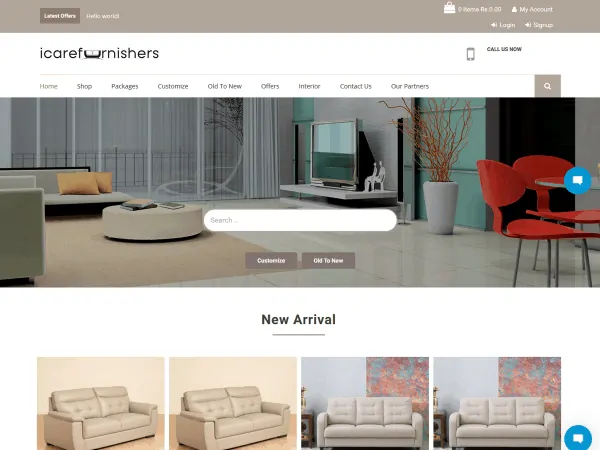 0 Items Rs:0.00 My Account
Latest Offers Hello world!
Login Signup
icarefurnishers
CALL US NOW
Home Shop Packages Customize Old To New Offers Interior Contact Us Our Partners
Search ...
Customize Old To New
New Arrival